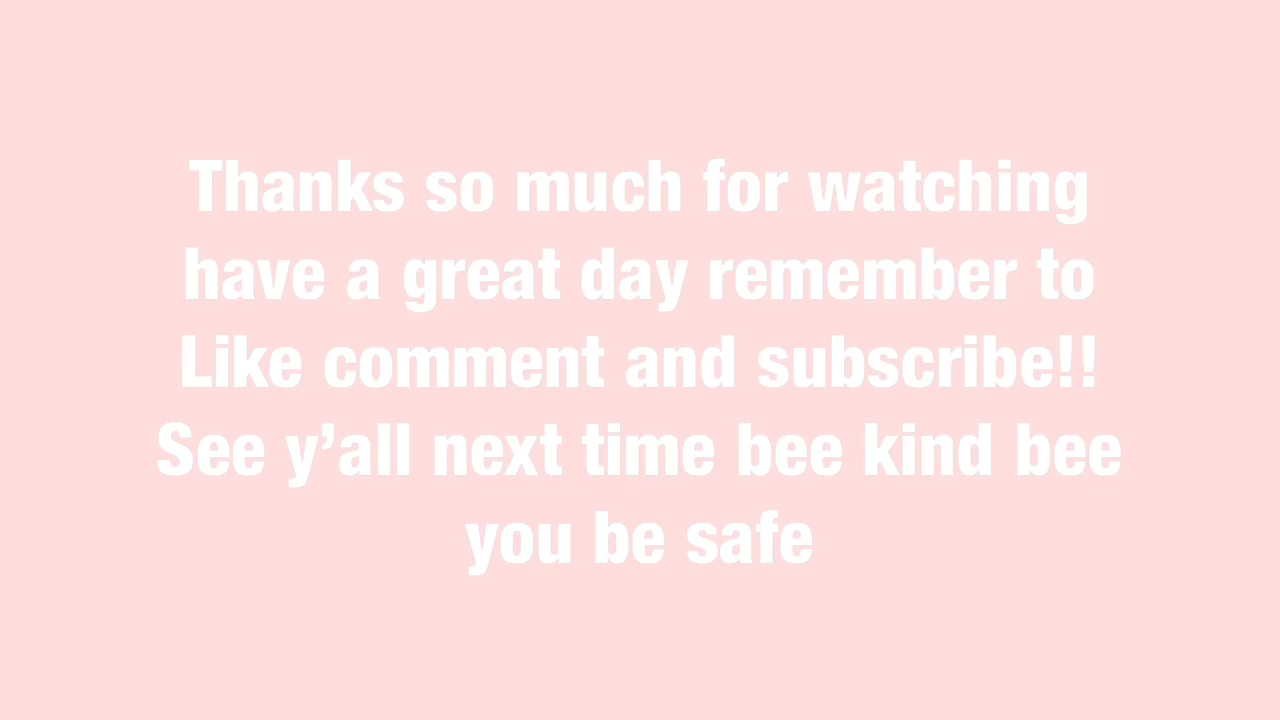 Thanks so much for watching
have a great day remember to
Like comment and subscribe!!
See y’all next time bee kind bee
you be safe